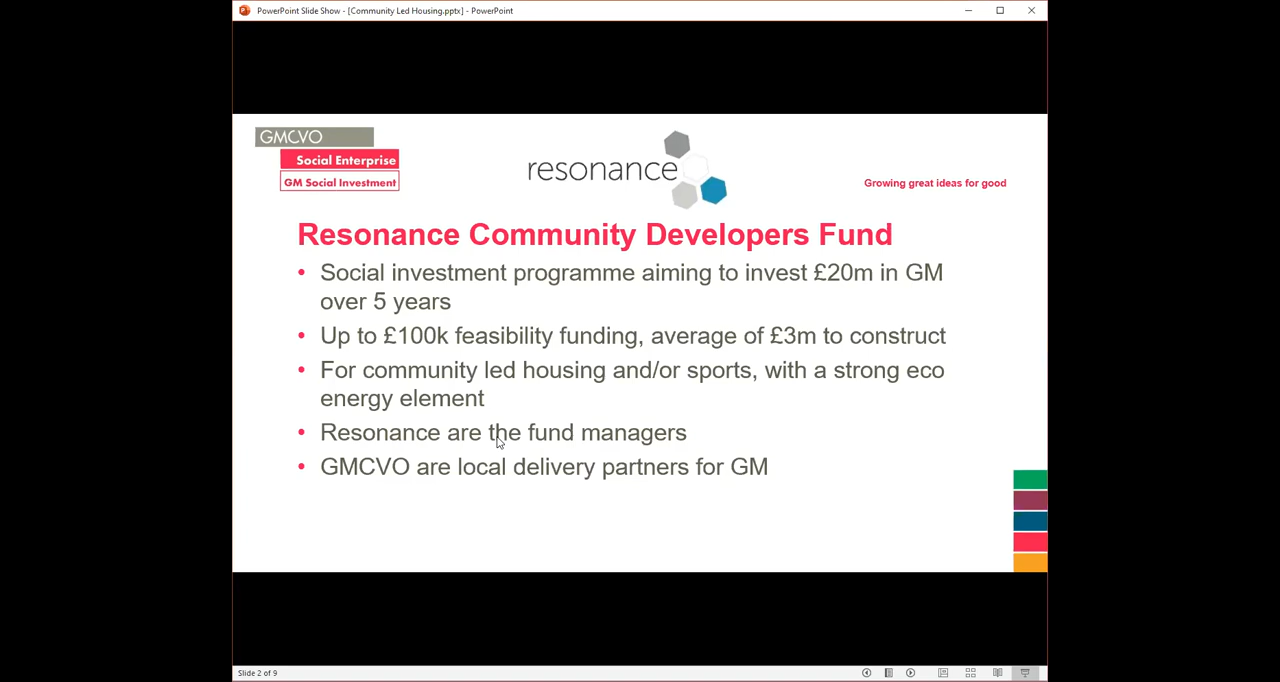 PowerPoint Slide Show - [Community Led Housing.pptx] - PowerPoint
GMCVO
Social Enterprise
GM Social Investment
resonance
Growing great ideas for good
Resonance Community Developers Fund
• Social investment programme aiming to invest £20m in GM
over 5 years
• Up to £100k feasibility funding, average of £3m to construct
• For community led housing and/or sports, with a strong eco
energy element
• Resonance are the fund managers
• GMCVO are local delivery partners for GM
Slide 2 of 9